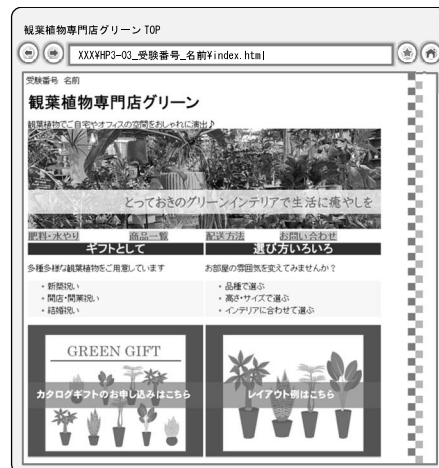 観葉植物専門店グリーン TOP
XXX¥HP3-03_受験番号_名前¥index.html
受験番号 名前
観葉植物専門店グリーン
観葉植物でご自宅やオフィスの空間をおしゃれに演出♪
とっておきのグリーンインテリアで生活に癒やしを
肥料・水やり 商品一覧 配送方法 お問い合わせ
ギフトとして 選び方いろいろ
多種多様な観葉植物をご用意しています お部屋の雰囲気を変えてみませんか?
・新築祝い ・品種で選ぶ
・開店・開業祝い ・高さ・サイズで選ぶ
・結婚祝い ・インテリアに合わせて選ぶ
GREEN GIFT
カタログギフトのお申し込みはこちら レイアウト例はこちら